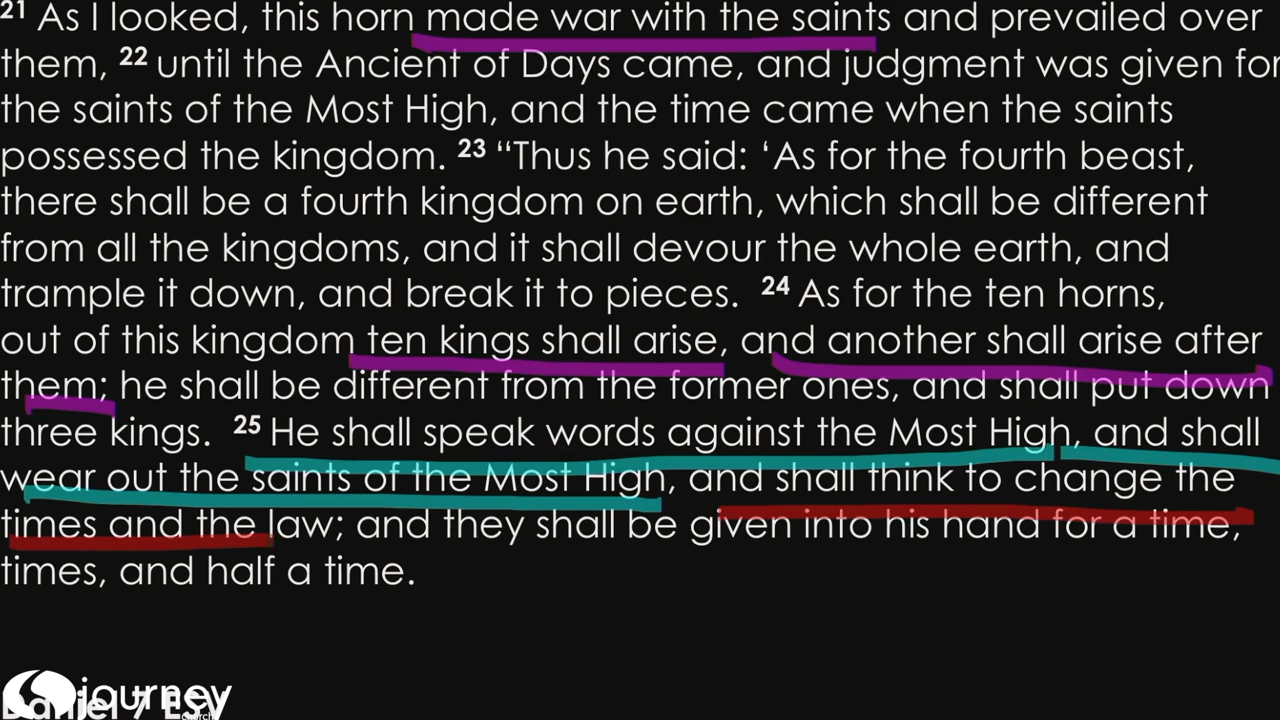 21 As I looked, this horn made war with the saints and prevailed over
them, 22 until the Ancient of Days came, and judgment was given for
the saints of the Most High, and the time came when the saints
possessed the kingdom. 23 “Thus he said: ‘As for the fourth beast,
there shall be a fourth kingdom on earth, which shall be different
from all the kingdoms, and it shall devour the whole earth, and
trample it down, and break it to pieces. 24 As for the ten horns,
out of this kingdom ten kings shall arise, and another shall arise after
them; he shall be different from the former ones, and shall put down
three kings. 25 He shall speak words against the Most High, and shall
wear out the saints of the Most High, and shall think to change the
times and the law; and they shall be given into his hand for a time,
times, and half a time.
journey
church
Daniel 7 ESV